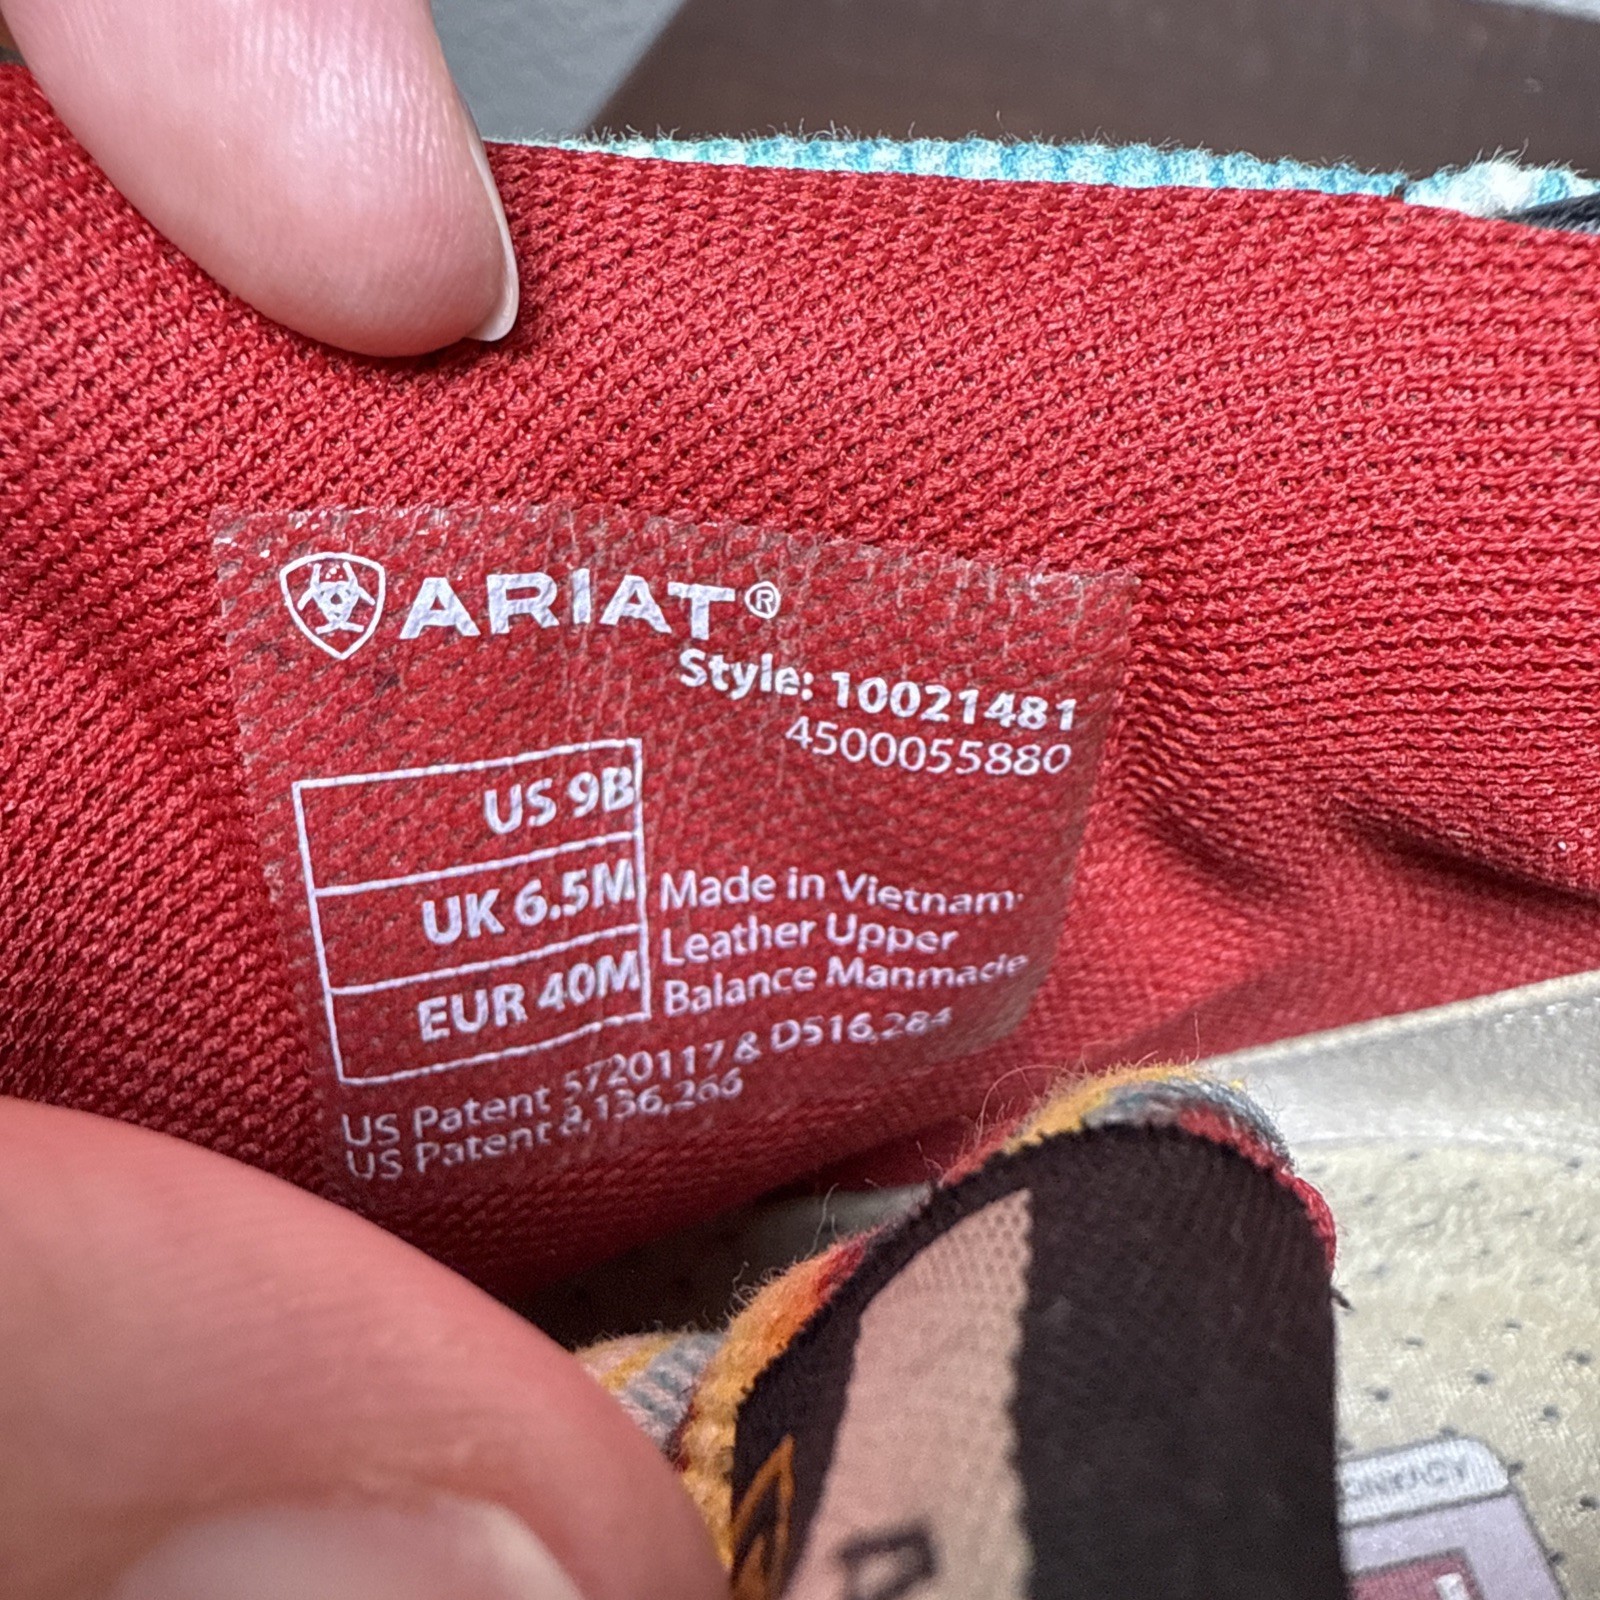 ARIAT®
Style: 10021481
4500055880
US 9B
UK 6.5M
EUR 40M
Made in Vietnam
Leather Upper
Balance Manmade
US Patent 5720117 & D516,284
US Patent 8,136,266